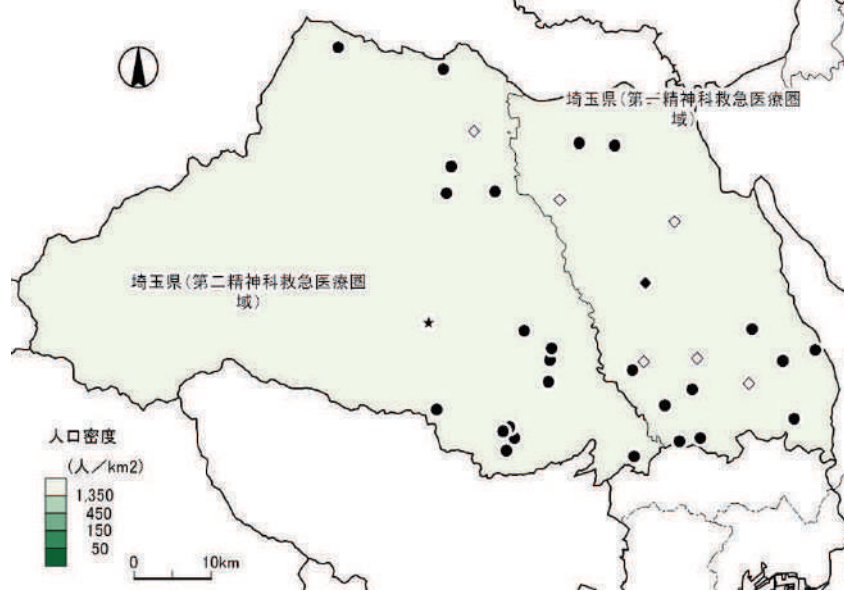 埼玉県(第一精神科救急医療圏
域)
埼玉県(第二精神科救急医療圏
域)
人口密度
(人/km2)
1,350
450
150
50
0 10km